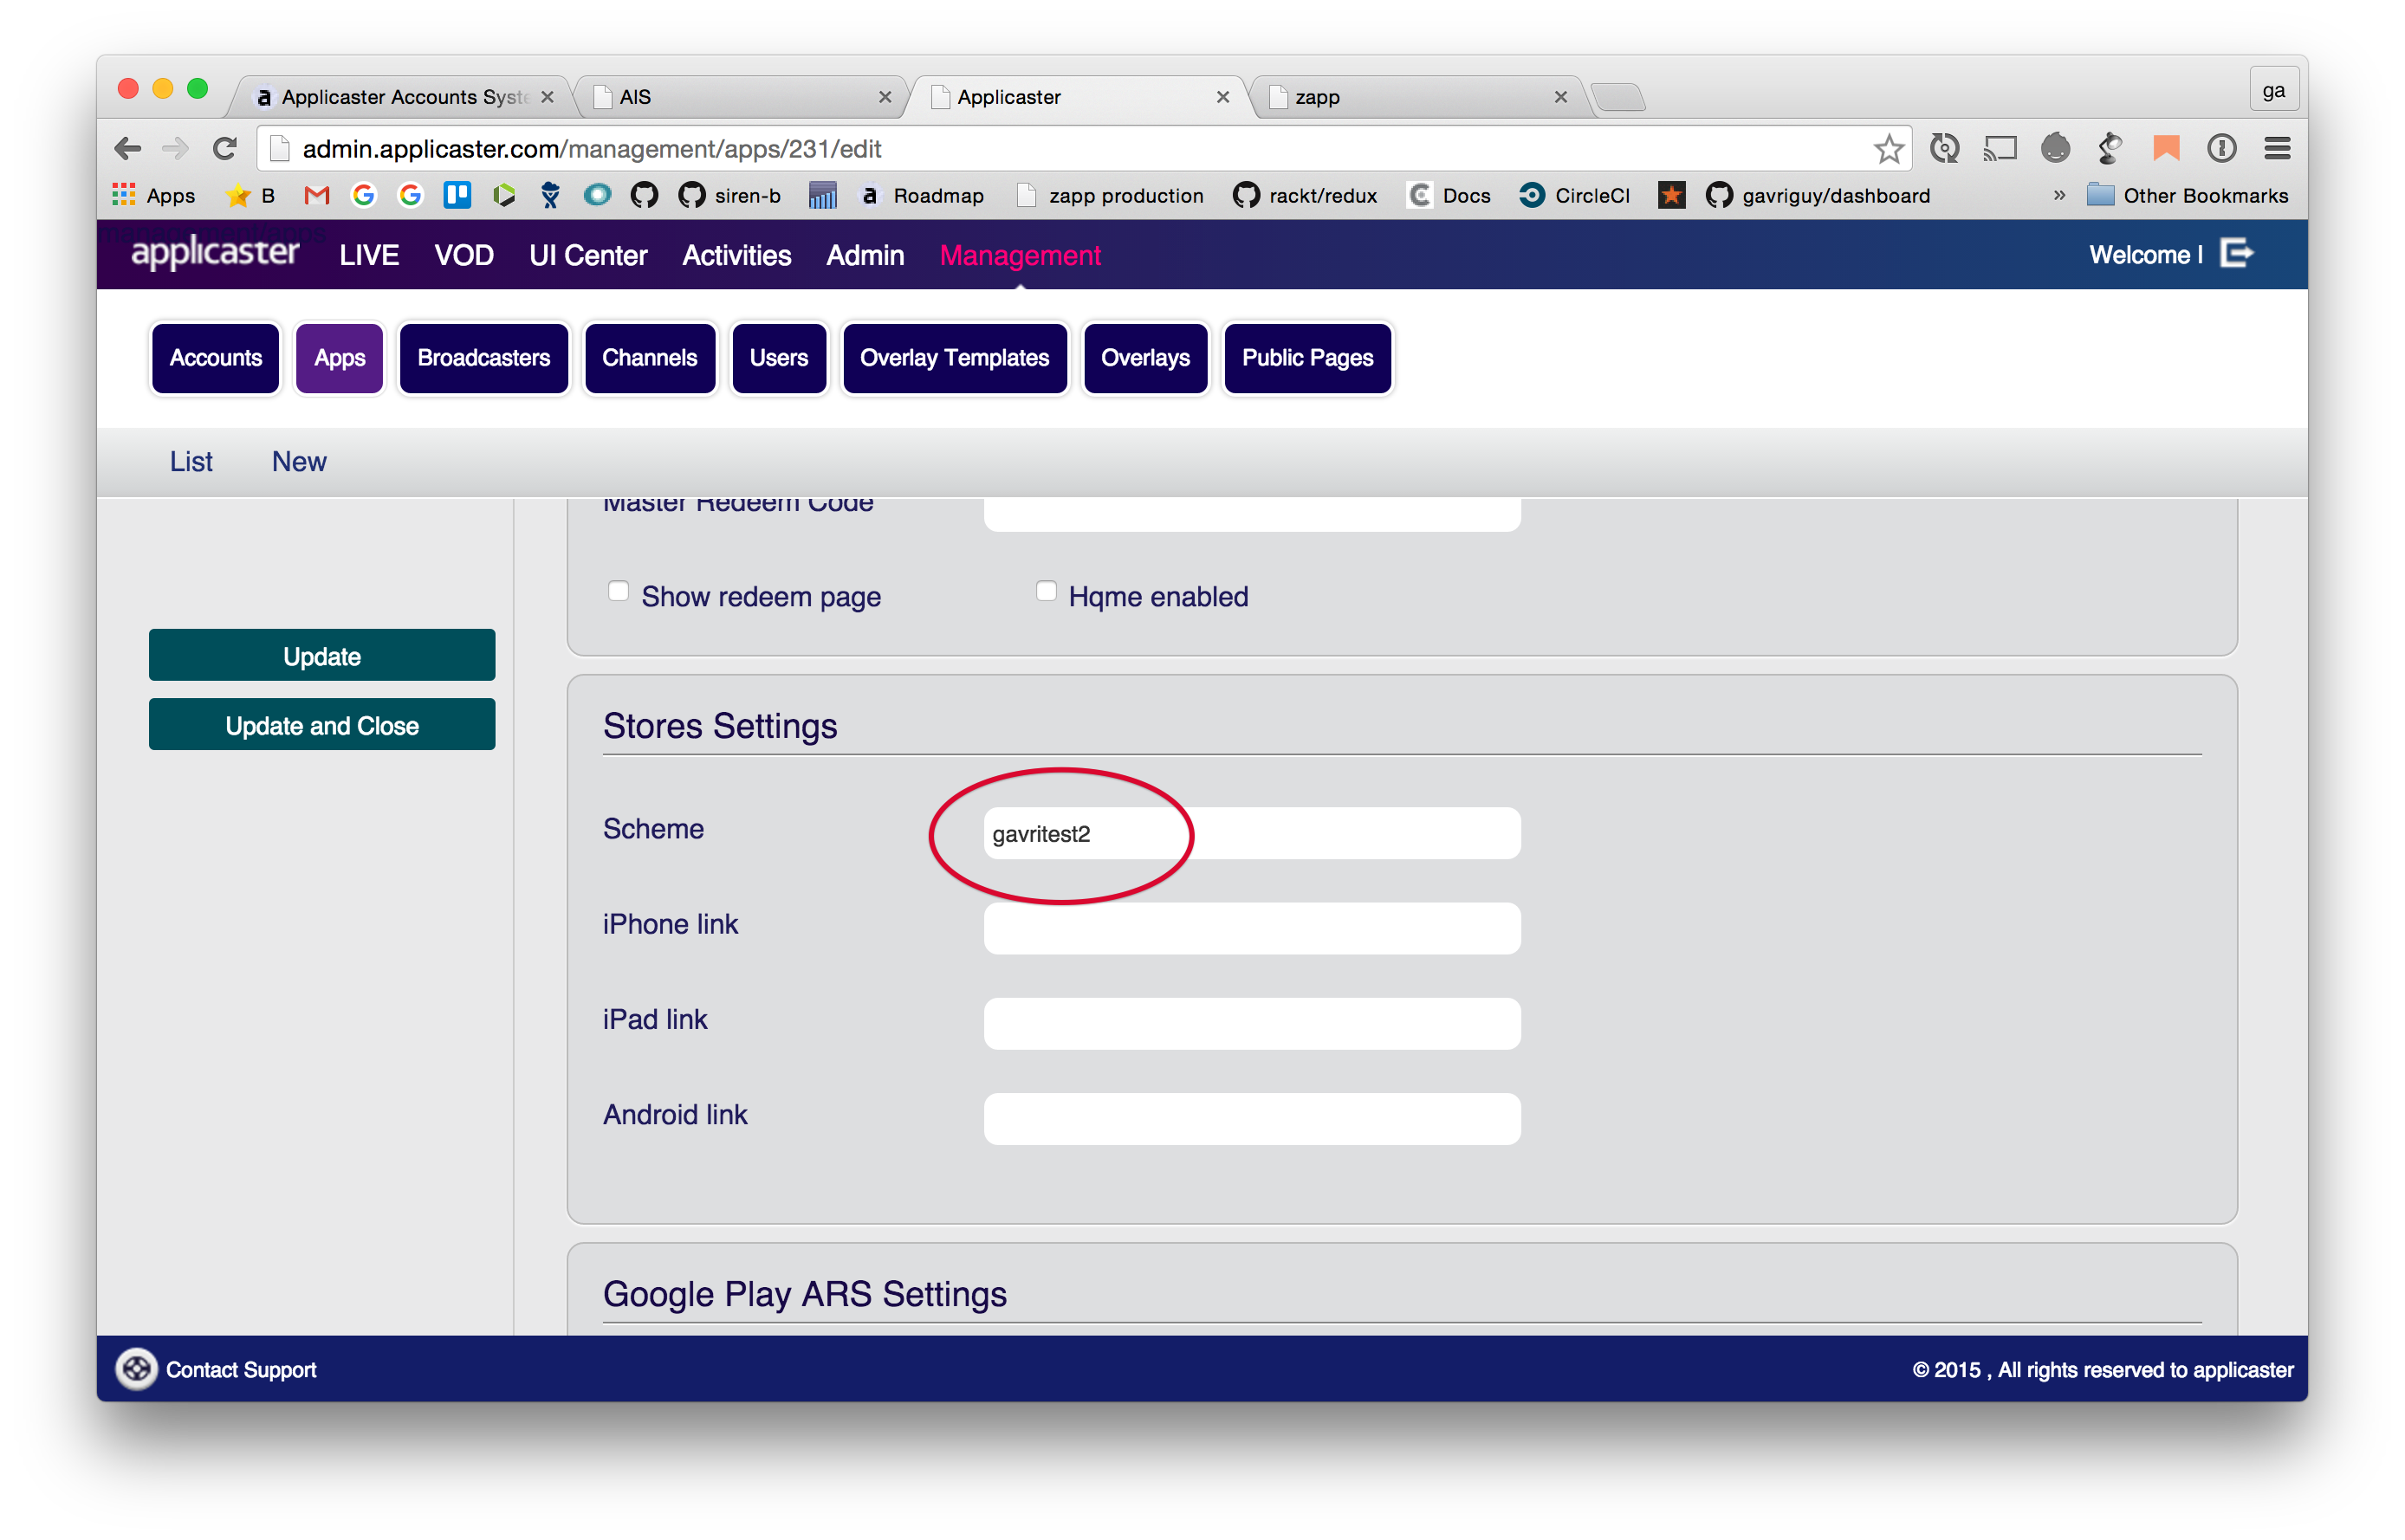 Applicaster Accounts Syste
AIS
Applicaster
zapp
ga
admin.applicaster.com/management/apps/231/edit
Apps
B
siren-b
a Roadmap
zapp production
rackt/redux
Docs
CircleCI
gavriguy/dashboard
»
Other Bookmarks
management/apps
applicaster
LIVE
VOD
UI Center
Activities
Admin
Management
Welcome I
Accounts
Apps
Broadcasters
Channels
Users
Overlay Templates
Overlays
Public Pages
List
New
Master Redeem Code
Show redeem page
Hqme enabled
Update
Update and Close
Stores Settings
Scheme
gavritest2
iPhone link
iPad link
Android link
Google Play ARS Settings
Contact Support
© 2015 , All rights reserved to applicaster